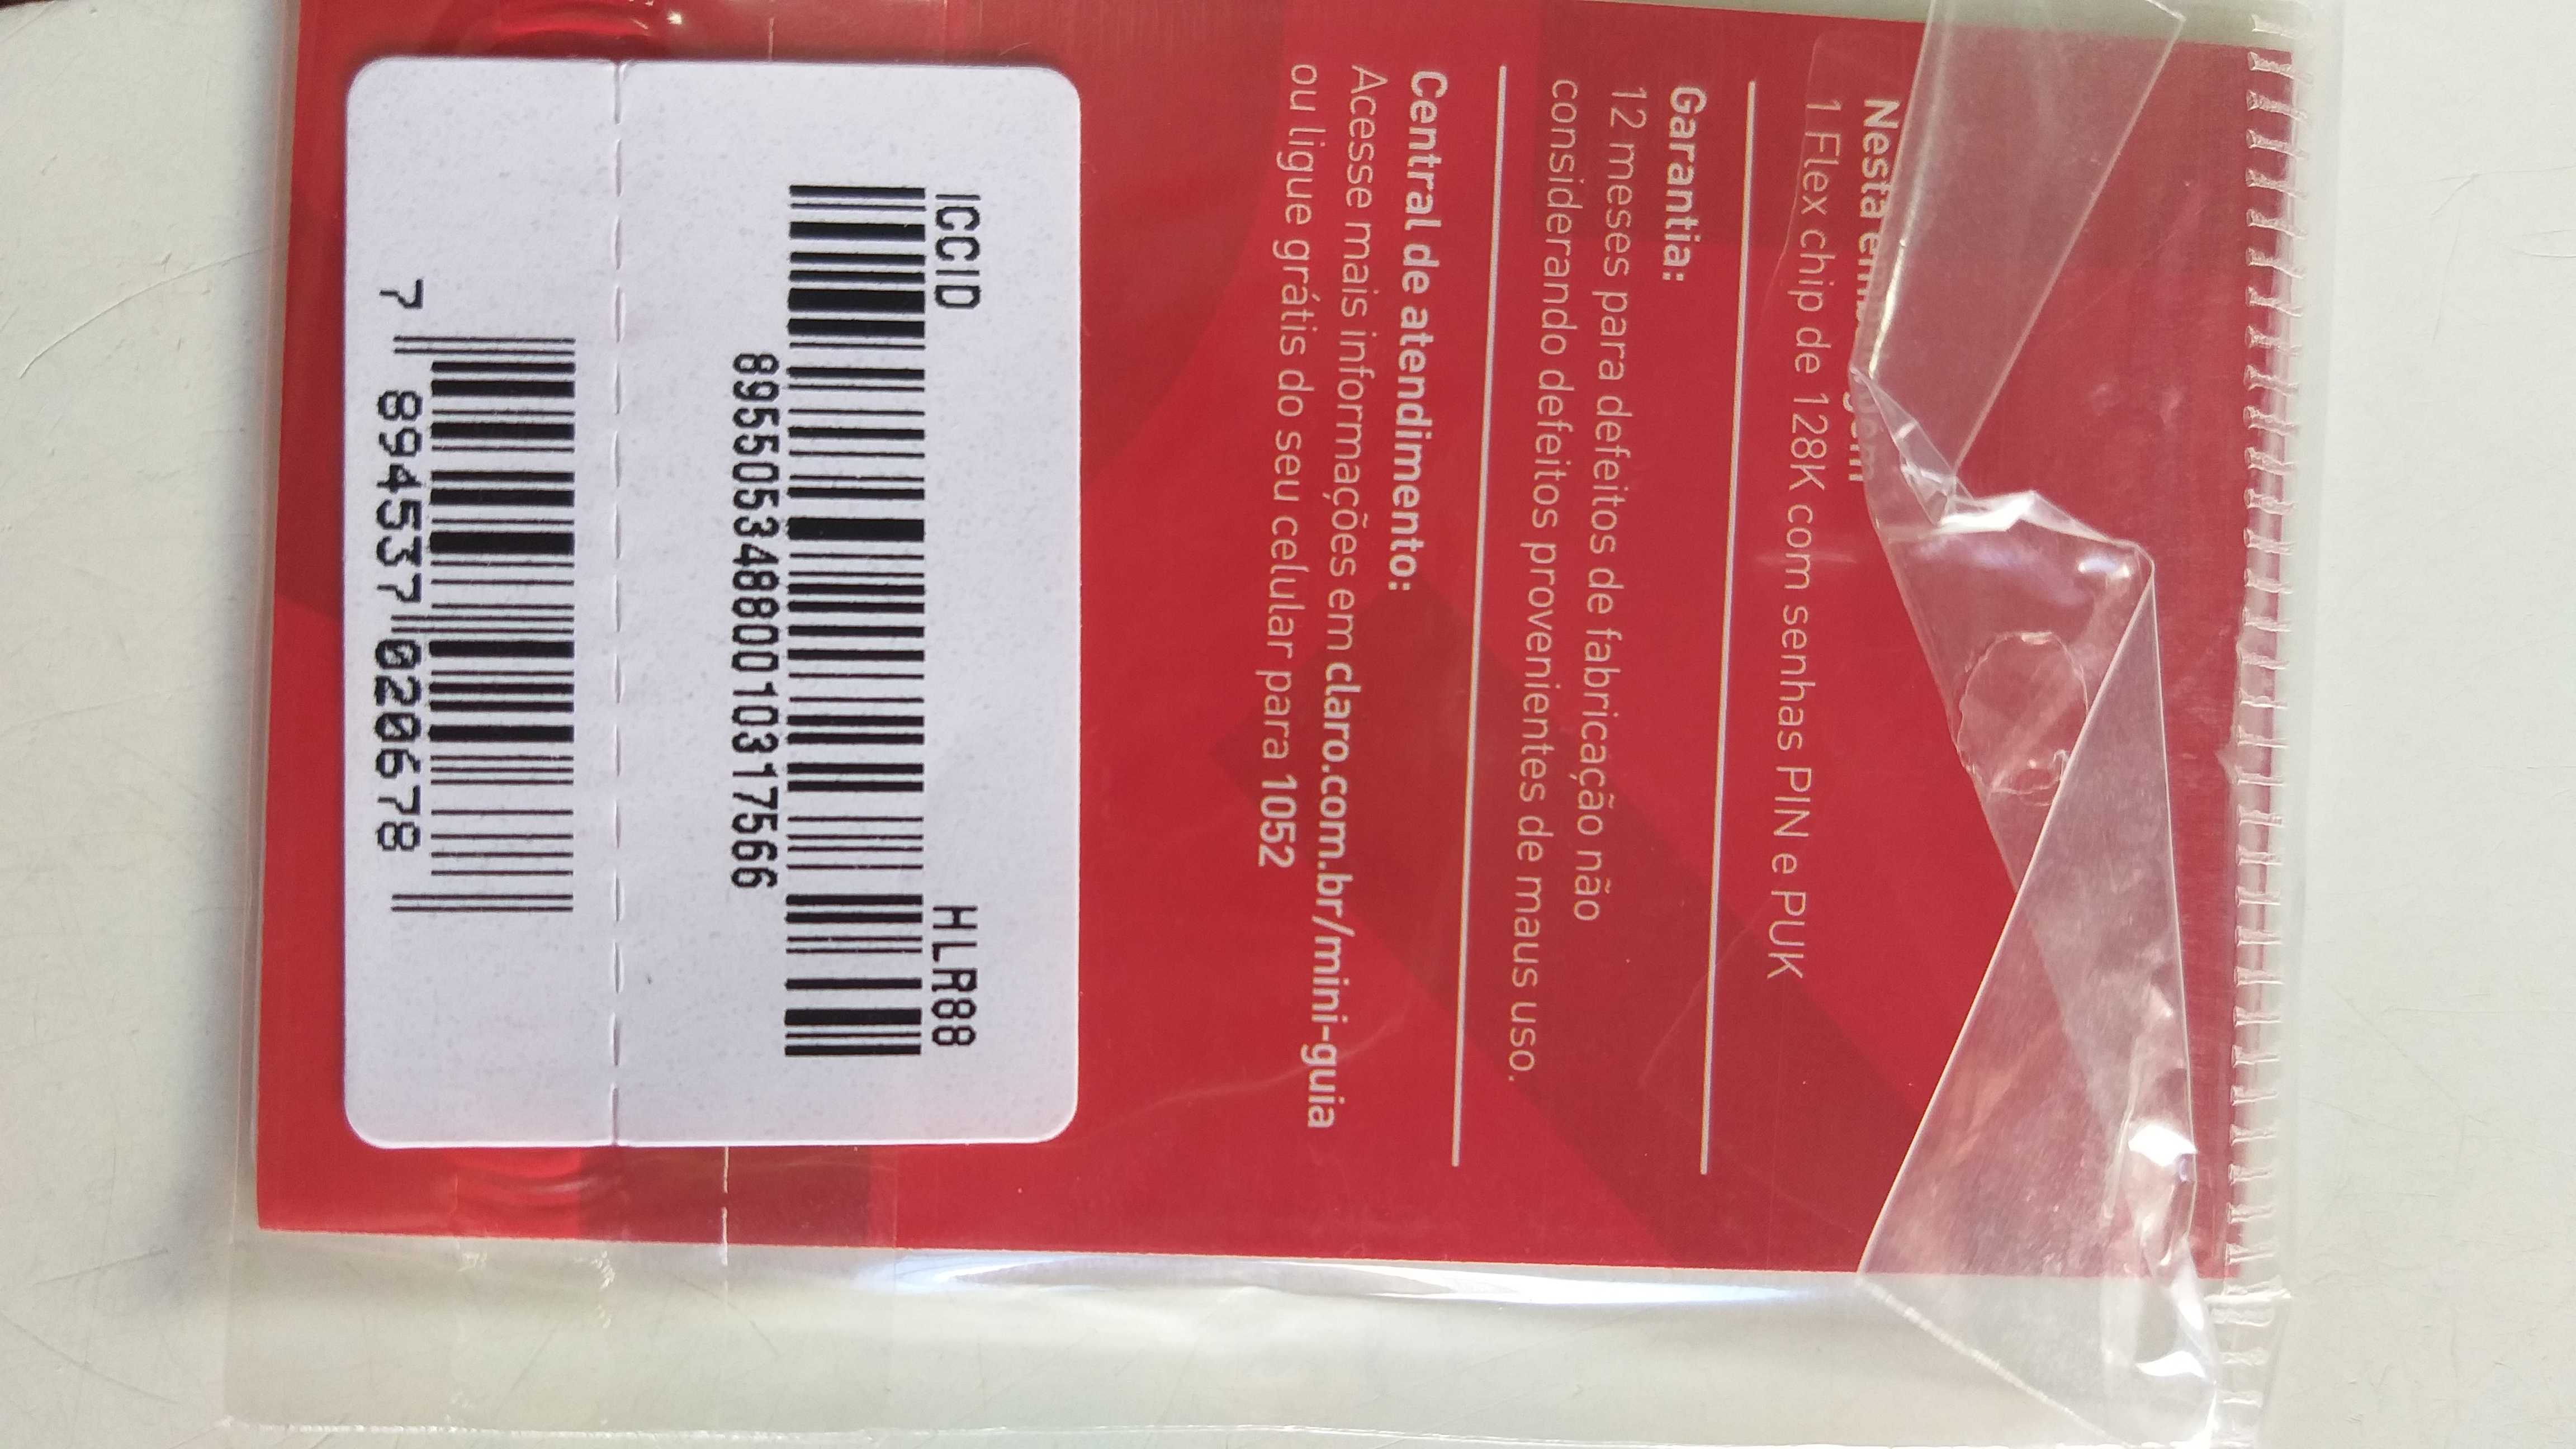 Nesta embalagem
1 Flex chip de 128K com senhas PIN e PUK
Garantia:
12 meses para defeitos de fabricação não
considerando defeitos provenientes de maus uso.
Central de atendimento:
Acesse mais informações em claro.com.br/mini-guia
ou ligue grátis do seu celular para 1052
ICCID HLR88
89550534880010317566
7 894537 020678